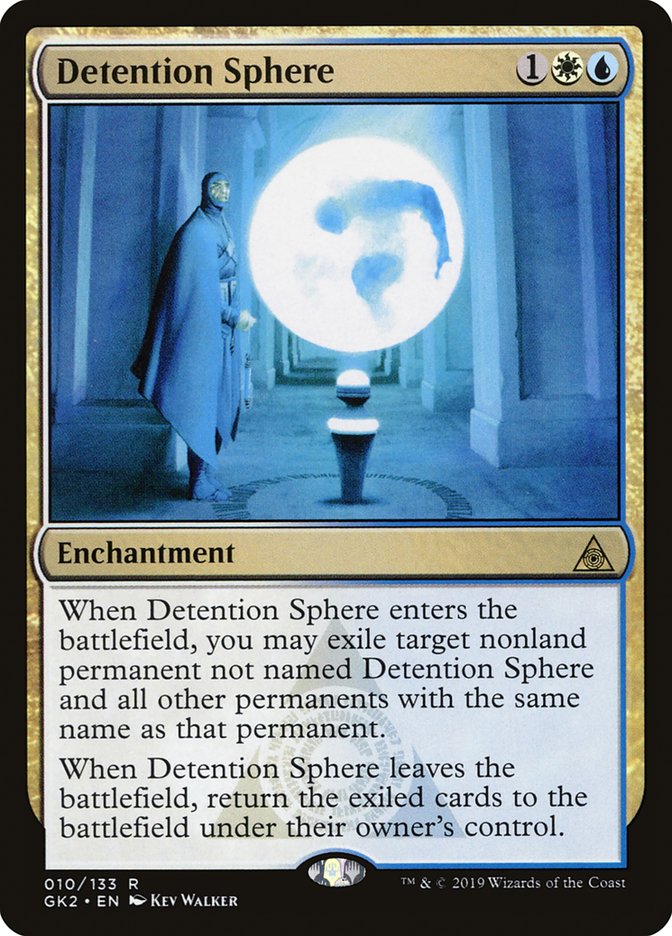 Detention Sphere 1
Enchantment
When Detention Sphere enters the
battlefield, you may exile target nonland
permanent not named Detention Sphere
and all other permanents with the same
name as that permanent.
When Detention Sphere leaves the
battlefield, return the exiled cards to the
battlefield under their owner's control.
010/133 R
GK2 • EN Kev Walker
™ & © 2019 Wizards of the Coast